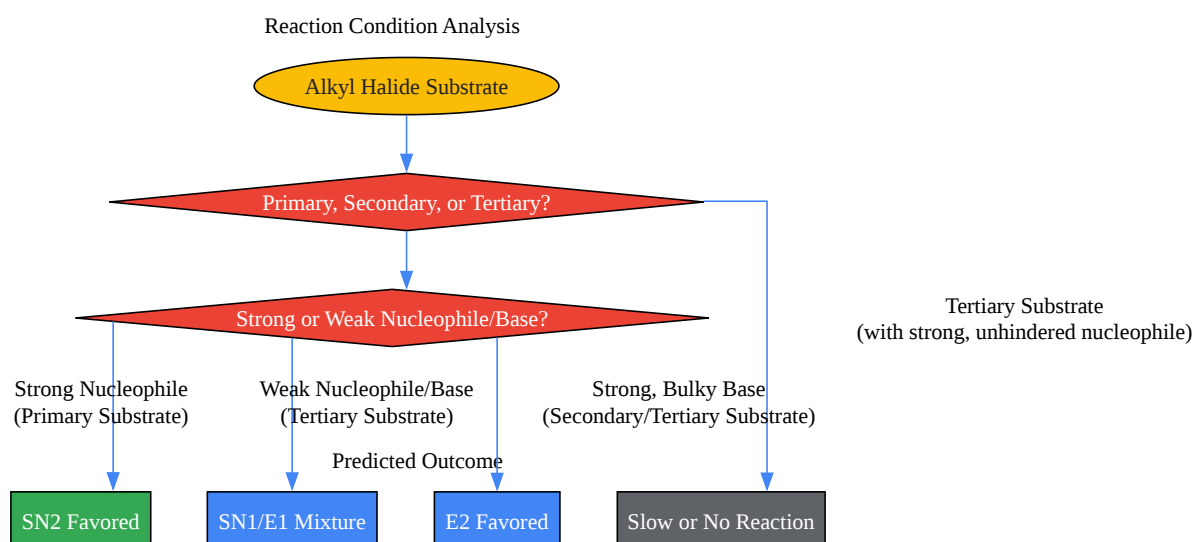 Reaction Condition Analysis
Alkyl Halide Substrate
Primary, Secondary, or Tertiary?
Strong or Weak Nucleophile/Base?
Tertiary Substrate
(with strong, unhindered nucleophile)
Strong Nucleophile
(Primary Substrate)
Weak Nucleophile/Base
(Tertiary Substrate)
Strong, Bulky Base
(Secondary/Tertiary Substrate)
Predicted Outcome
SN2 Favored
SN1/E1 Mixture
E2 Favored
Slow or No Reaction